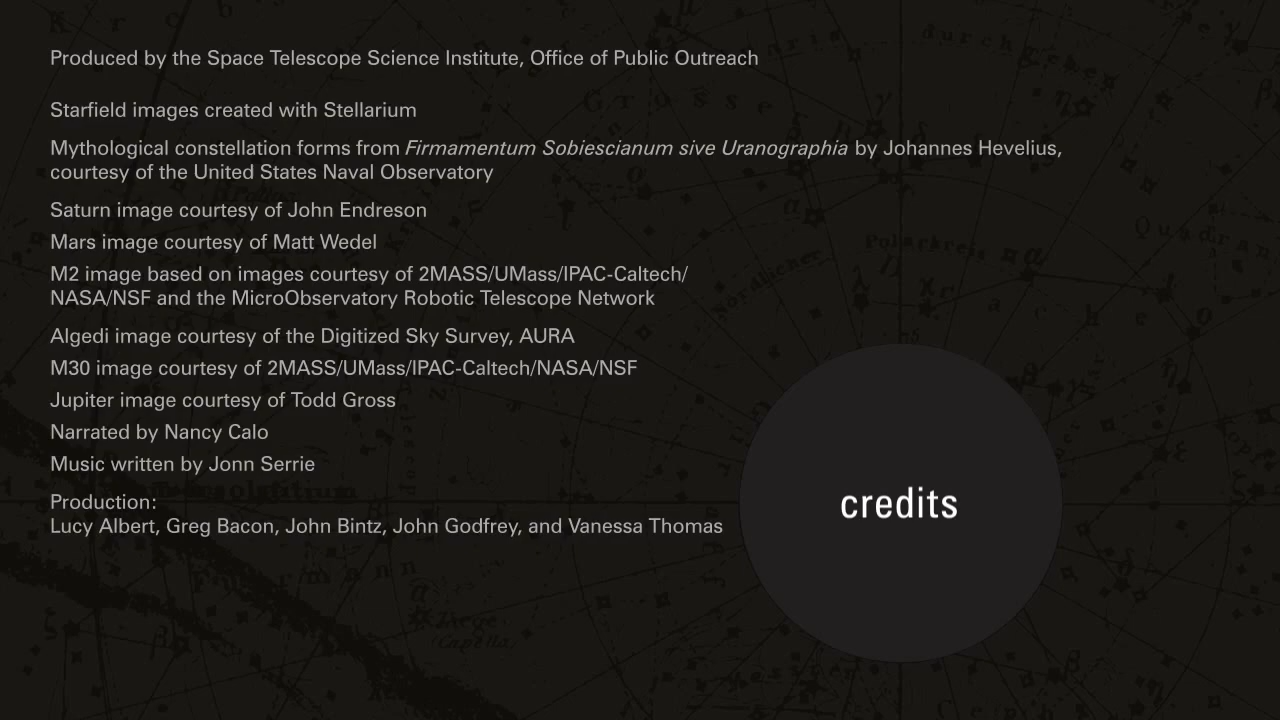 Produced by the Space Telescope Science Institute, Office of Public Outreach
Starfield images created with Stellarium
Mythological constellation forms from Firmamentum Sobiescianum sive Uranographia by Johannes Hevelius,
courtesy of the United States Naval Observatory
Saturn image courtesy of John Endreson
Mars image courtesy of Matt Wedel
M2 image based on images courtesy of 2MASS/UMass/IPAC-Caltech/
NASA/NSF and the MicroObservatory Robotic Telescope Network
Algedi image courtesy of the Digitized Sky Survey, AURA
M30 image courtesy of 2MASS/UMass/IPAC-Caltech/NASA/NSF
Jupiter image courtesy of Todd Gross
Narrated by Nancy Calo
Music written by Jonn Serrie
Production:
Lucy Albert, Greg Bacon, John Bintz, John Godfrey, and Vanessa Thomas
credits